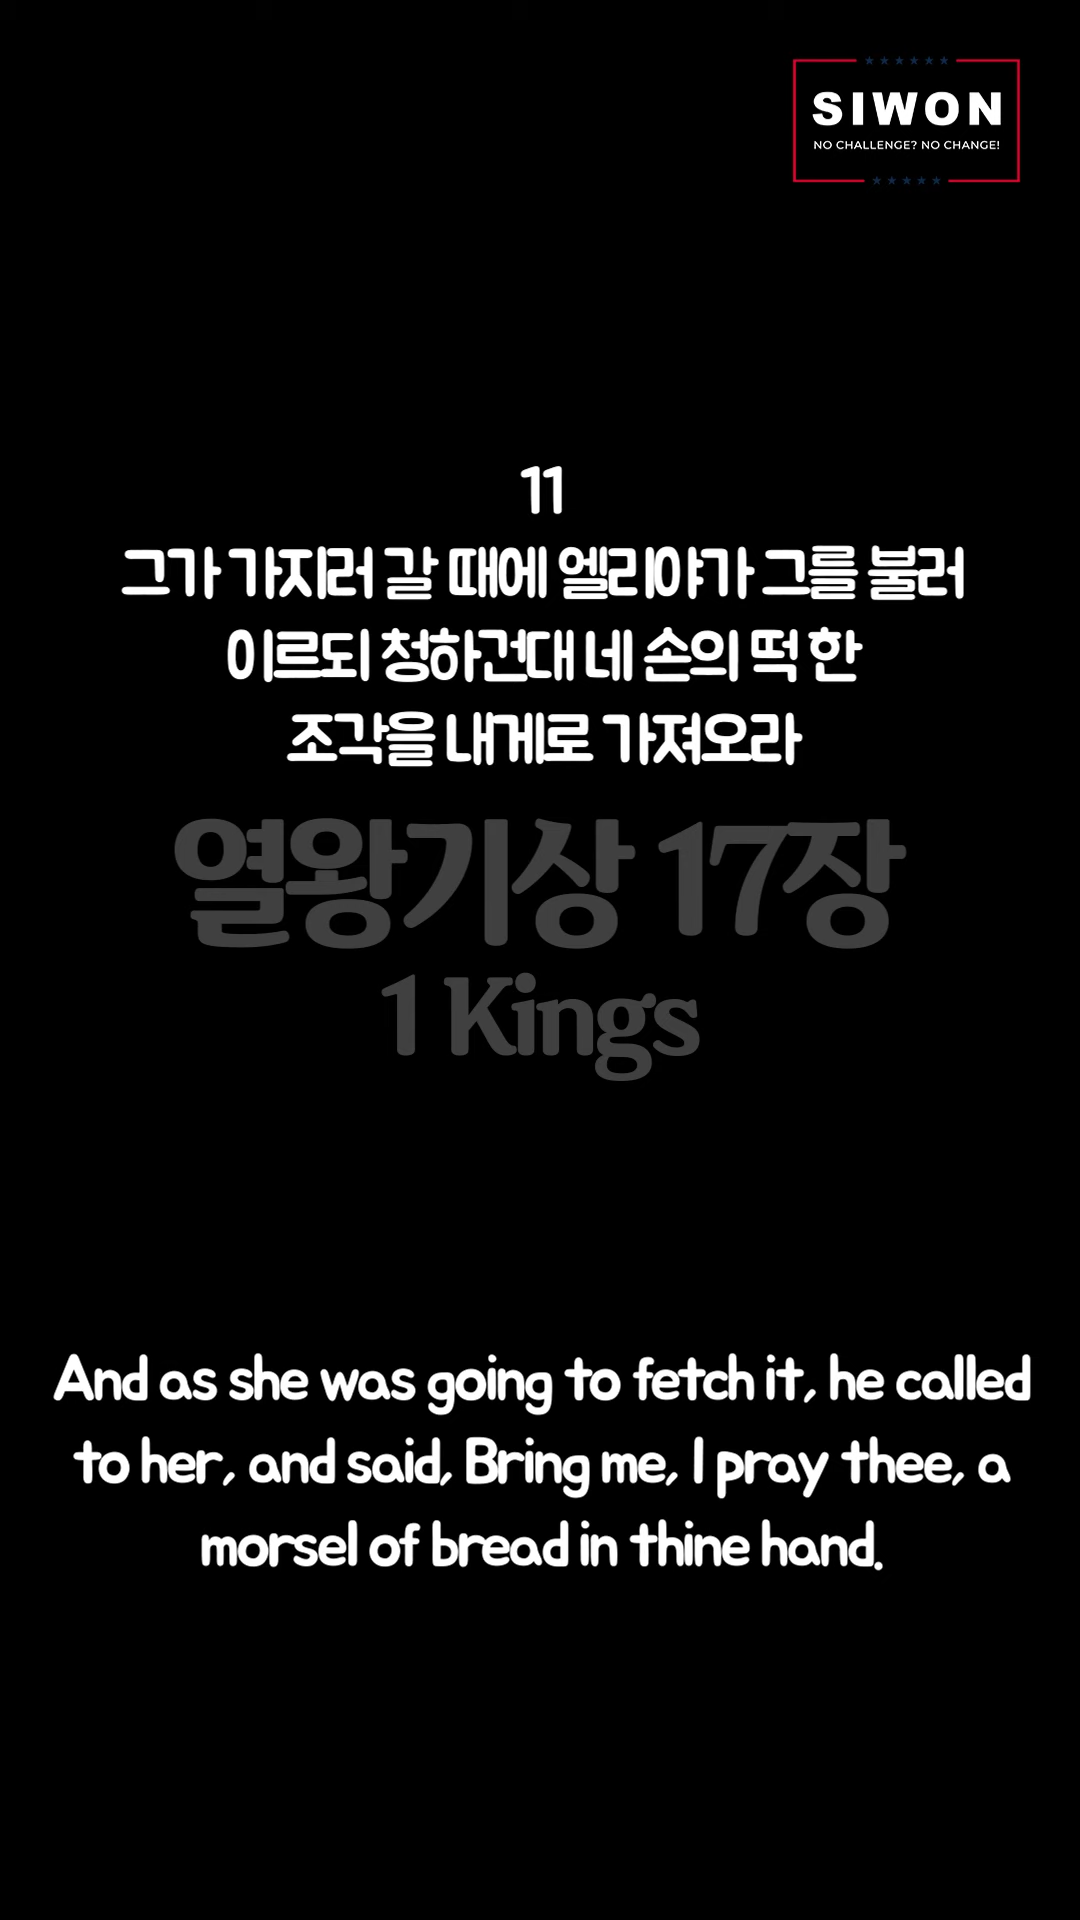 SIWON
NO CHALLENGE? NO CHANGE!
11
그가 가지러 갈 때에 엘리야가 그를 불러
이르되 청하건대 네 손의 떡 한
조각을 내게로 가져오라
열왕기상 17장
1 Kings
And as she was going to fetch it, he called
to her, and said, Bring me, I pray thee, a
morsel of bread in thine hand.